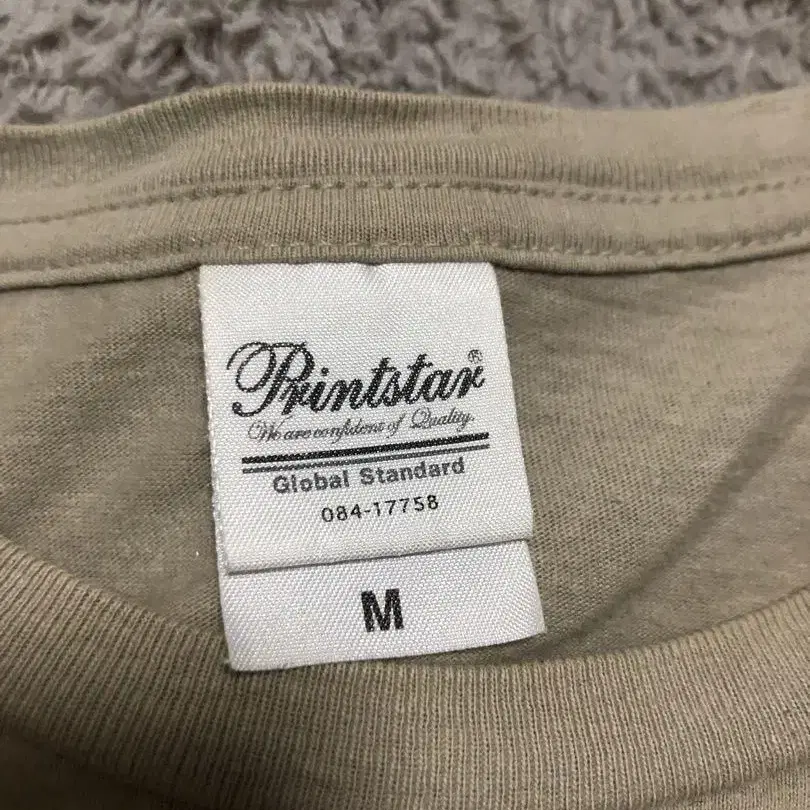 Printstar®
We are confident of Quality.
Global Standard
084-17758
M